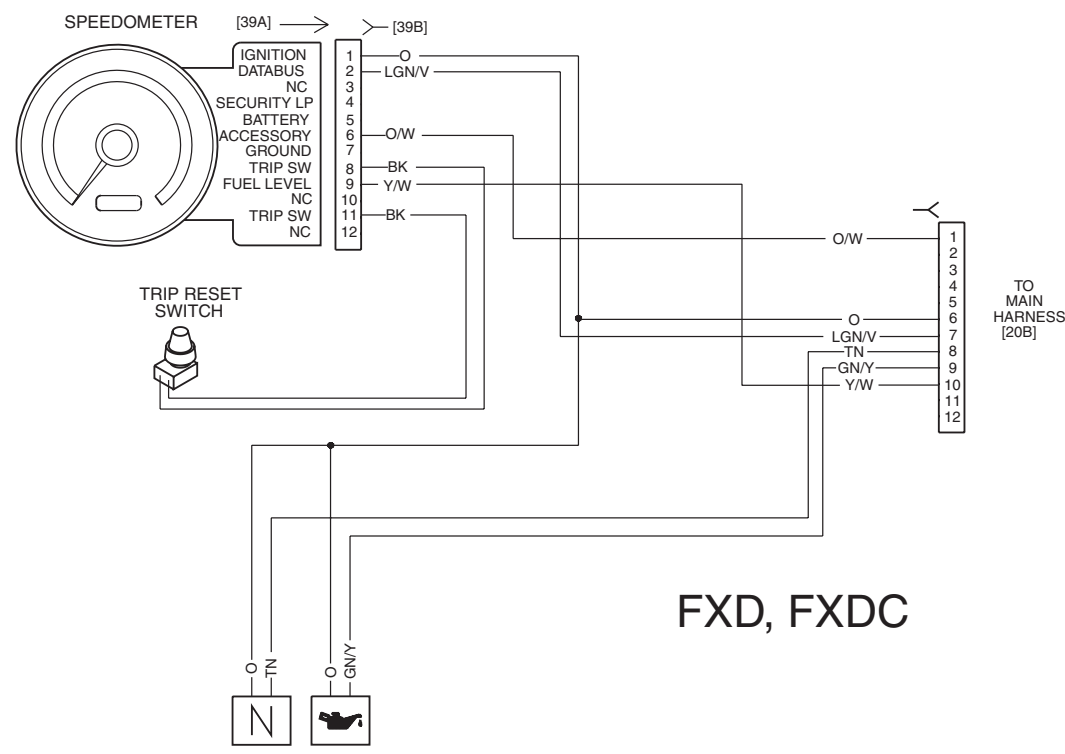 SPEEDOMETER
[39A]
[39B]
IGNITION 1 O
DATABUS 2 LGN/V
NC 3
SECURITY LP 4
BATTERY 5
ACCESSORY 6 O/W
GROUND 7
TRIP SW 8 BK
FUEL LEVEL 9 Y/W
NC 10
TRIP SW 11 BK
NC 12
TRIP RESET
SWITCH
O/W 1
2
3
4
5
O 6
LGN/V 7
TN 8
GN/Y 9
Y/W 10
11
12
TO
MAIN
HARNESS
[20B]
FXD, FXDC
O
TN
O
GN/Y
N